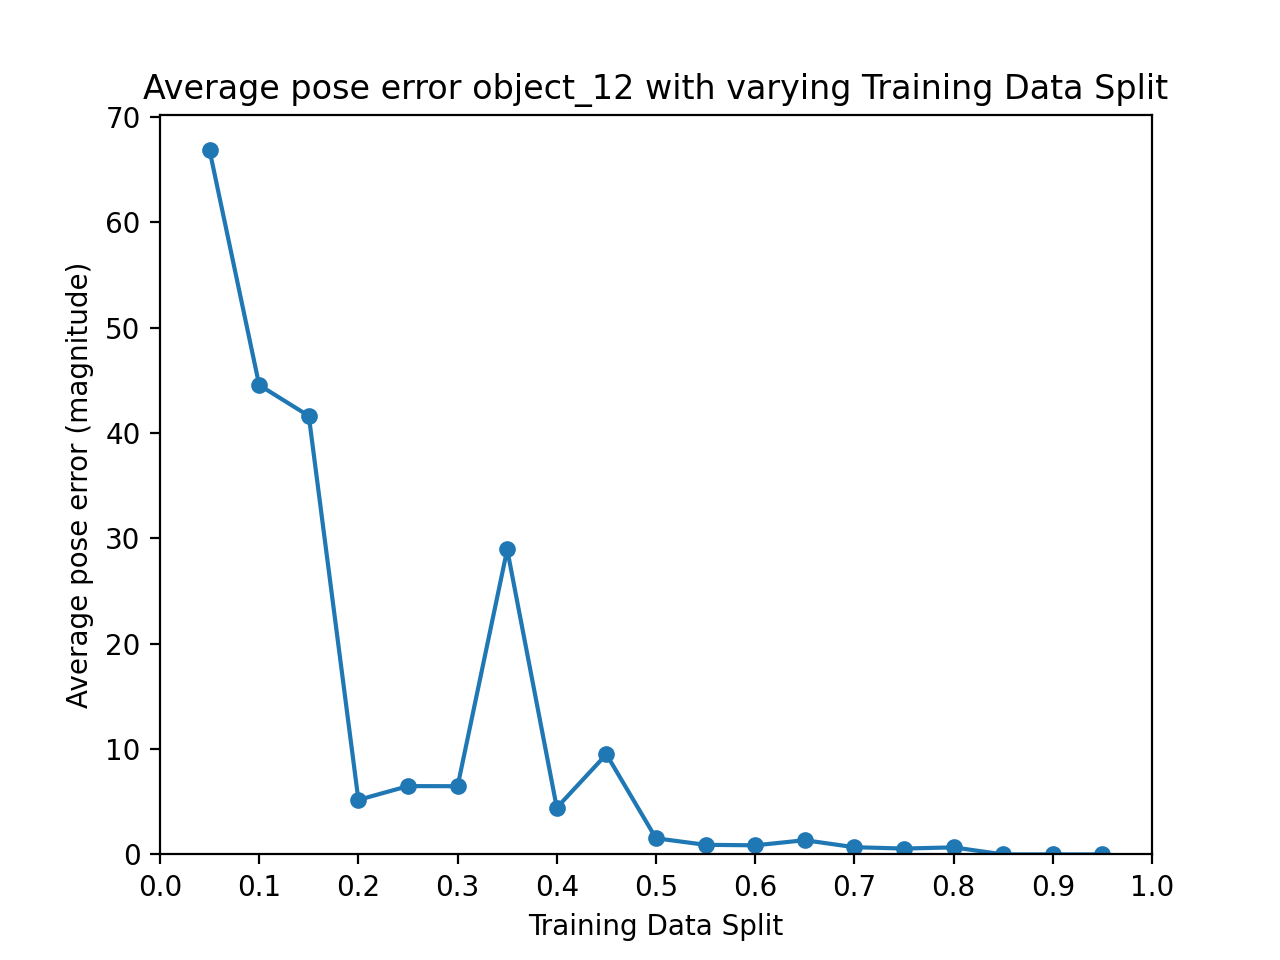 Average pose error object_12 with varying Training Data Split
Average pose error (magnitude)
70
60
50
40
30
20
10
0
0.0 0.1 0.2 0.3 0.4 0.5 0.6 0.7 0.8 0.9 1.0
Training Data Split